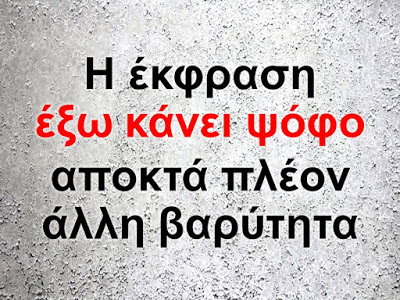 Η έκφραση
έξω κάνει ψόφο
αποκτά πλέον
άλλη βαρύτητα